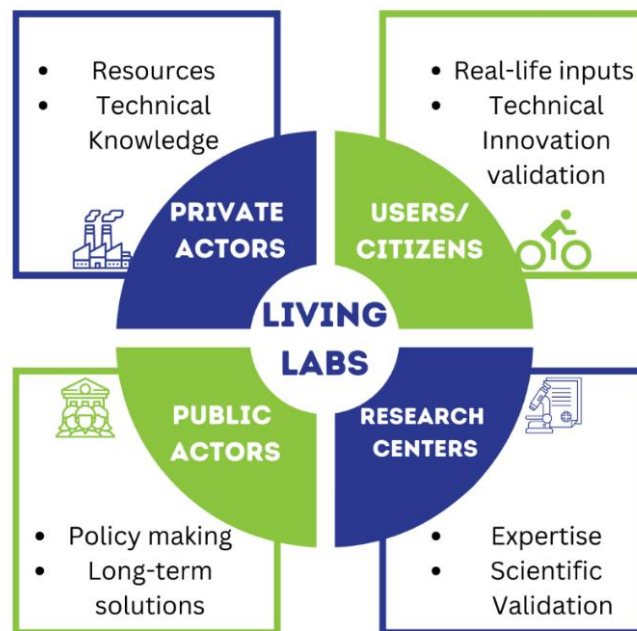 • Resources
• Technical
Knowledge
PRIVATE
ACTORS
• Real-life inputs
• Technical
Innovation
validation
USERS/
CITIZENS
LIVING
LABS
PUBLIC
ACTORS
• Policy making
• Long-term
solutions
RESEARCH
CENTERS
• Expertise
• Scientific
Validation